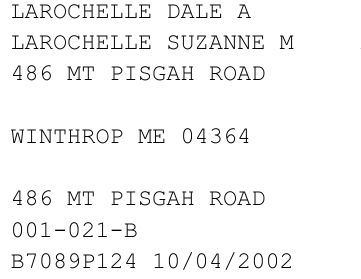 LAROCHELLE DALE A
LAROCHELLE SUZANNE M
486 MT PISGAH ROAD
WINTHROP ME 04364
486 MT PISGAH ROAD
001-021-B
B7089P124 10/04/2002